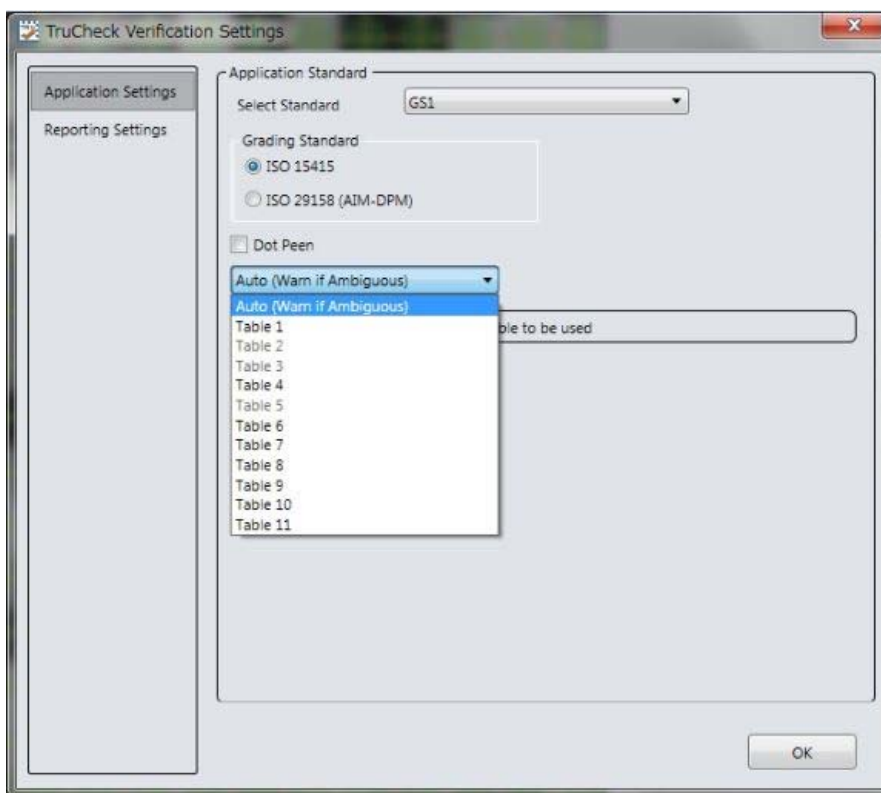 TruCheck Verification Settings
Application Settings
Reporting Settings
Application Standard
Select Standard
GS1
Grading Standard
ISO 15415
ISO 29158 (AIM-DPM)
Dot Peen
Auto (Warn if Ambiguous)
Auto (Warn if Ambiguous)
Table 1
Table 2
Table 3
Table 4
Table 5
Table 6
Table 7
Table 8
Table 9
Table 10
Table 11
to be used
OK